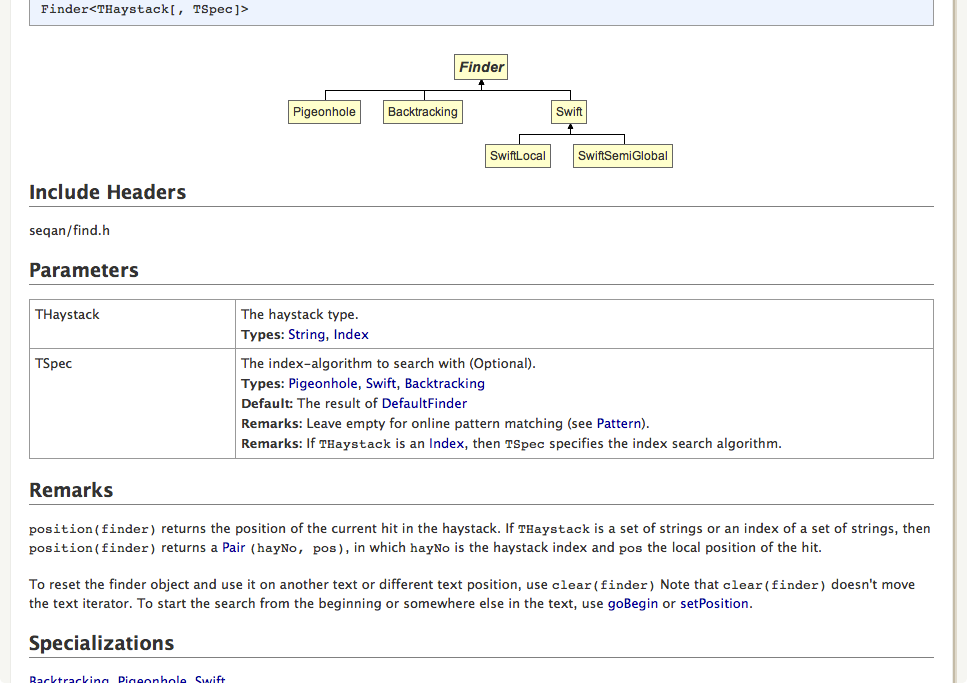 Finder<THaystack[, TSpec]>
Finder
Pigeonhole
Backtracking
Swift
SwiftLocal
SwiftSemiGlobal
Include Headers
seqan/find.h
Parameters
THaystack
The haystack type.
Types: String, Index
TSpec
The index-algorithm to search with (Optional).
Types: Pigeonhole, Swift, Backtracking
Default: The result of DefaultFinder
Remarks: Leave empty for online pattern matching (see Pattern).
Remarks: If THaystack is an Index, then TSpec specifies the index search algorithm.
Remarks
position(finder) returns the position of the current hit in the haystack. If THaystack is a set of strings or an index of a set of strings, then
position(finder) returns a Pair (hayNo, pos), in which hayNo is the haystack index and pos the local position of the hit.
To reset the finder object and use it on another text or different text position, use clear(finder) Note that clear(finder) doesn't move
the text iterator. To start the search from the beginning or somewhere else in the text, use goBegin or setPosition.
Specializations
Backtracking, Pigeonhole, Swift